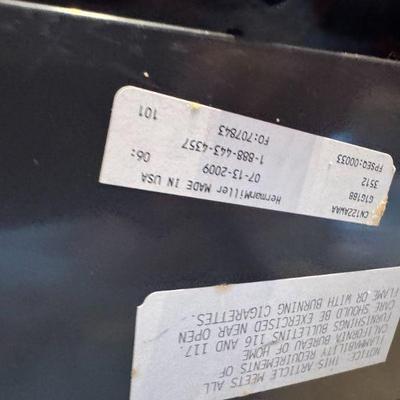 CN122AWAA
G1G1BB
3512
FPSEQ:00033
HermanMiller MADE IN USA
07-13-2009 06:
1-888-443-4357
FO:707843
101
NOTICE: THIS ARTICLE MEETS ALL
FLAMMABILITY REQUIREMENTS OF
CALIFORNIA BUREAU OF HOME
FURNISHINGS BULLETINS 116 AND 117.
CARE SHOULD BE EXERCISED NEAR OPEN
FLAME OR WITH BURNING CIGARETTES.